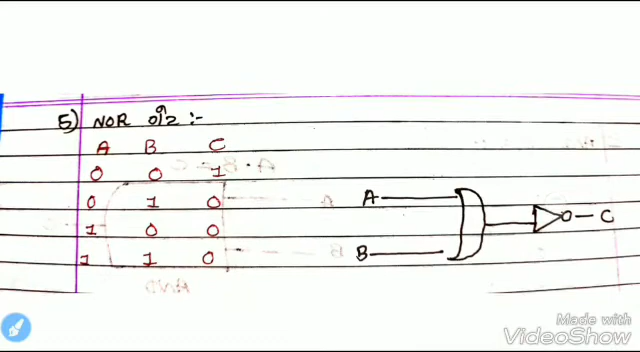 5) NOR गेट :-
A B C
0 0 1
0 1 0
1 0 0
1 1 0
A
B
C
Made with
VideoShow